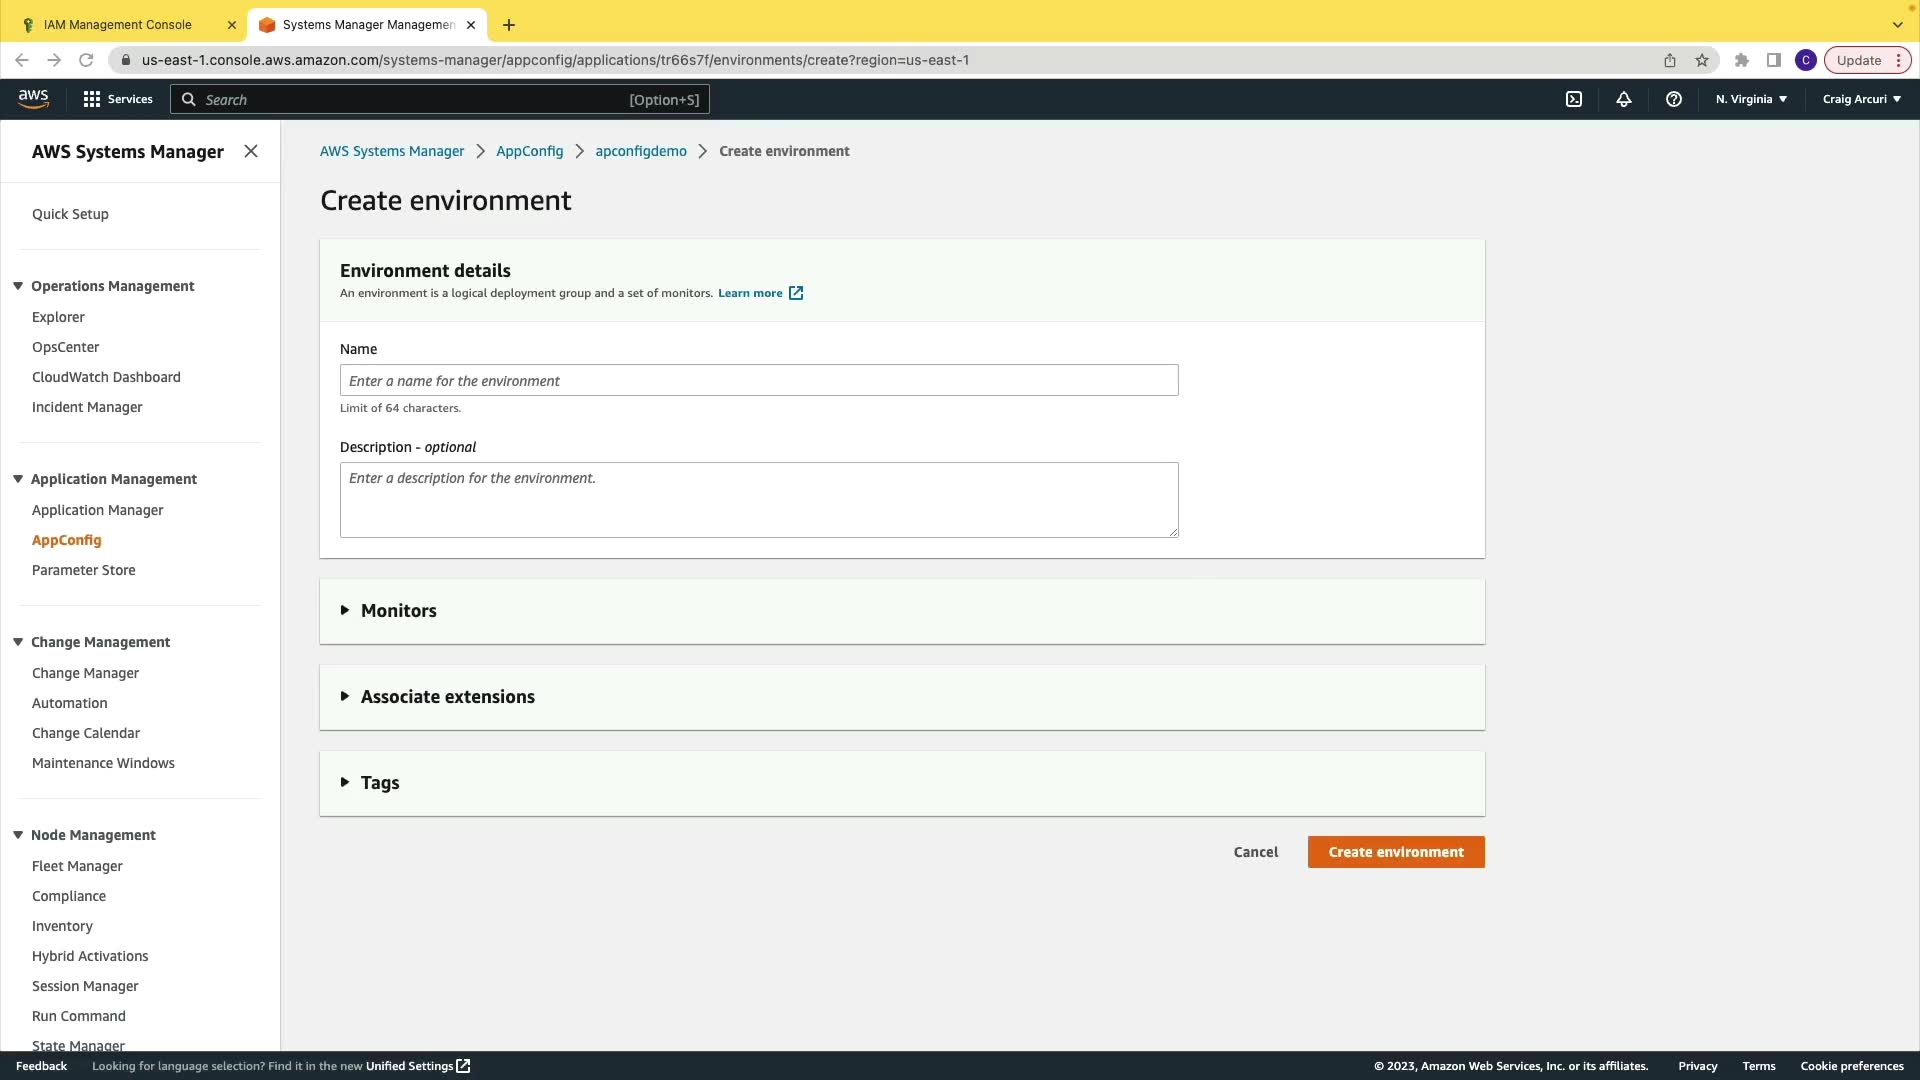 IAM Management Console
Systems Manager Managemen
us-east-1.console.aws.amazon.com/systems-manager/appconfig/applications/tr66s7f/environments/create?region=us-east-1
C
Update
aws
Services
Search
[Option+S]
N. Virginia
Craig Arcuri
AWS Systems Manager
Quick Setup
Operations Management
Explorer
OpsCenter
CloudWatch Dashboard
Incident Manager
Application Management
Application Manager
AppConfig
Parameter Store
Change Management
Change Manager
Automation
Change Calendar
Maintenance Windows
Node Management
Fleet Manager
Compliance
Inventory
Hybrid Activations
Session Manager
Run Command
State Manager
AWS Systems Manager
AppConfig
apconfigdemo
Create environment
Create environment
Environment details
An environment is a logical deployment group and a set of monitors. Learn more
Name
Enter a name for the environment
Limit of 64 characters.
Description - optional
Enter a description for the environment.
Monitors
Associate extensions
Tags
Cancel
Create environment
Feedback
Looking for language selection? Find it in the new Unified Settings
© 2023, Amazon Web Services, Inc. or its affiliates.
Privacy
Terms
Cookie preferences